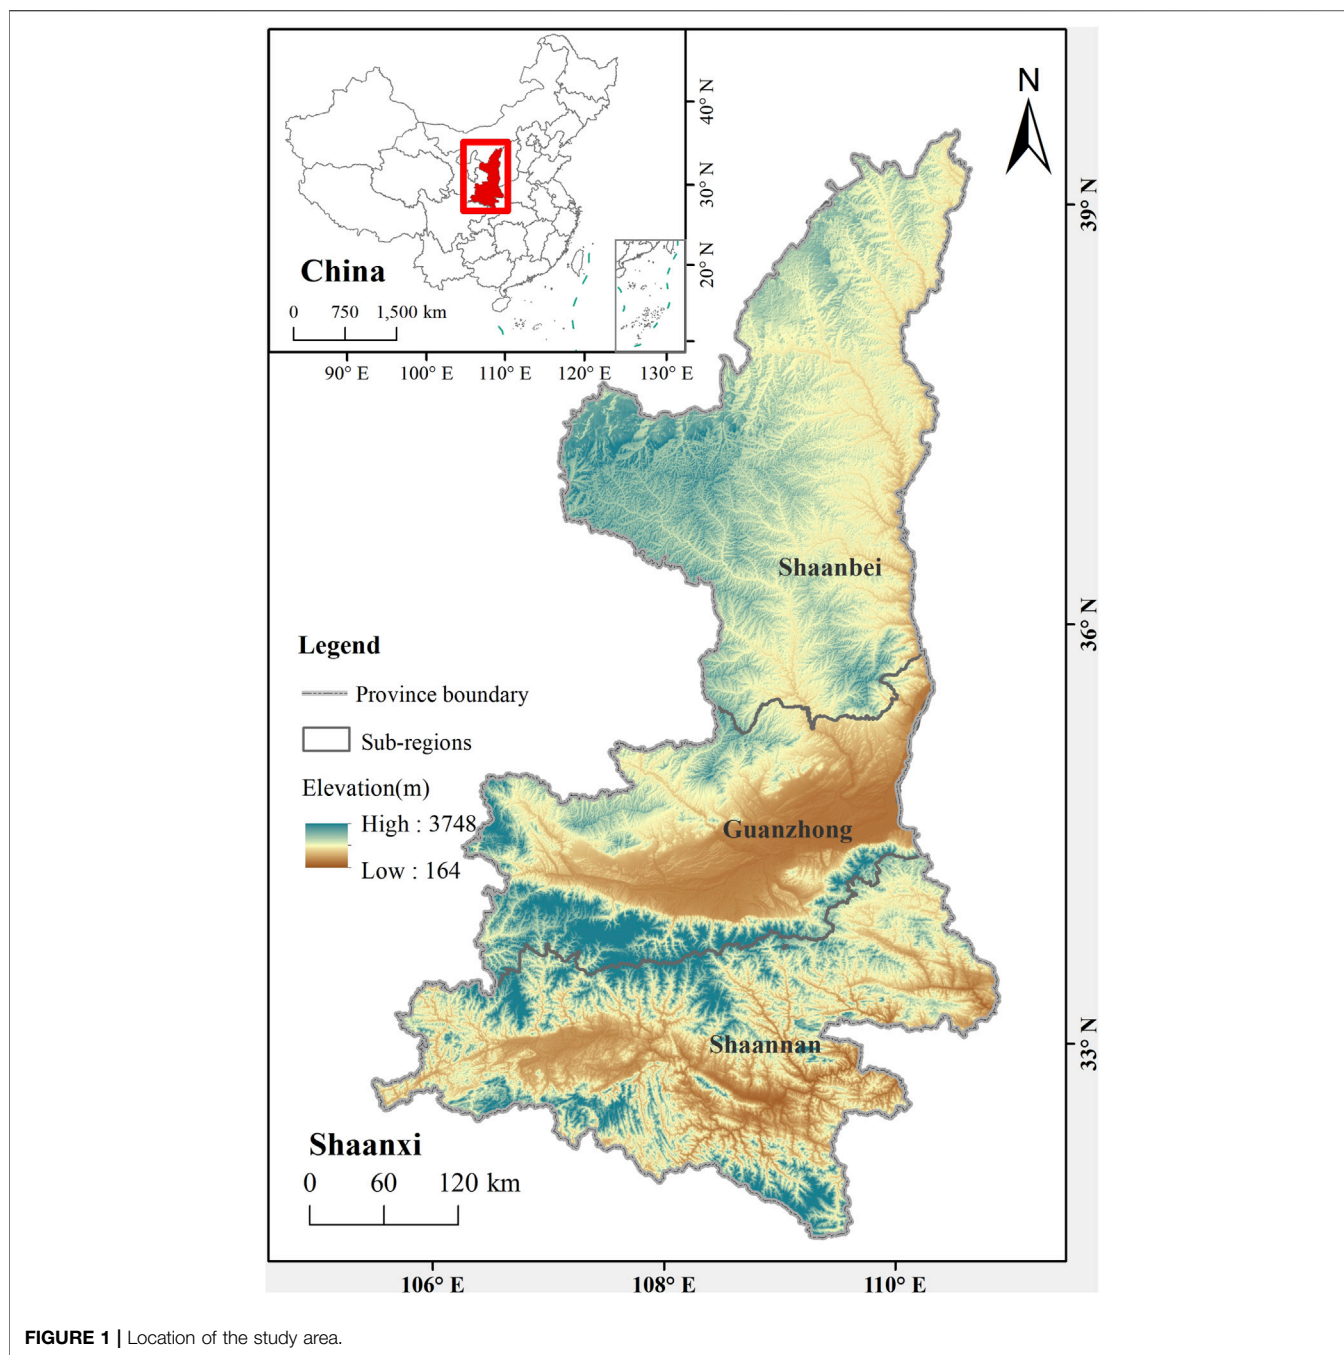 40° N
30° N
20° N
China
0 750 1,500 km
90° E 100° E 110° E 120° E 130° E
N
39° N
36° N
33° N
Shaanbei
Guanzhong
Shaannan
Legend
Province boundary
Sub-regions
Elevation(m)
High : 3748
Low : 164
Shaanxi
0 60 120 km
106° E 108° E 110° E
FIGURE 1 | Location of the study area.